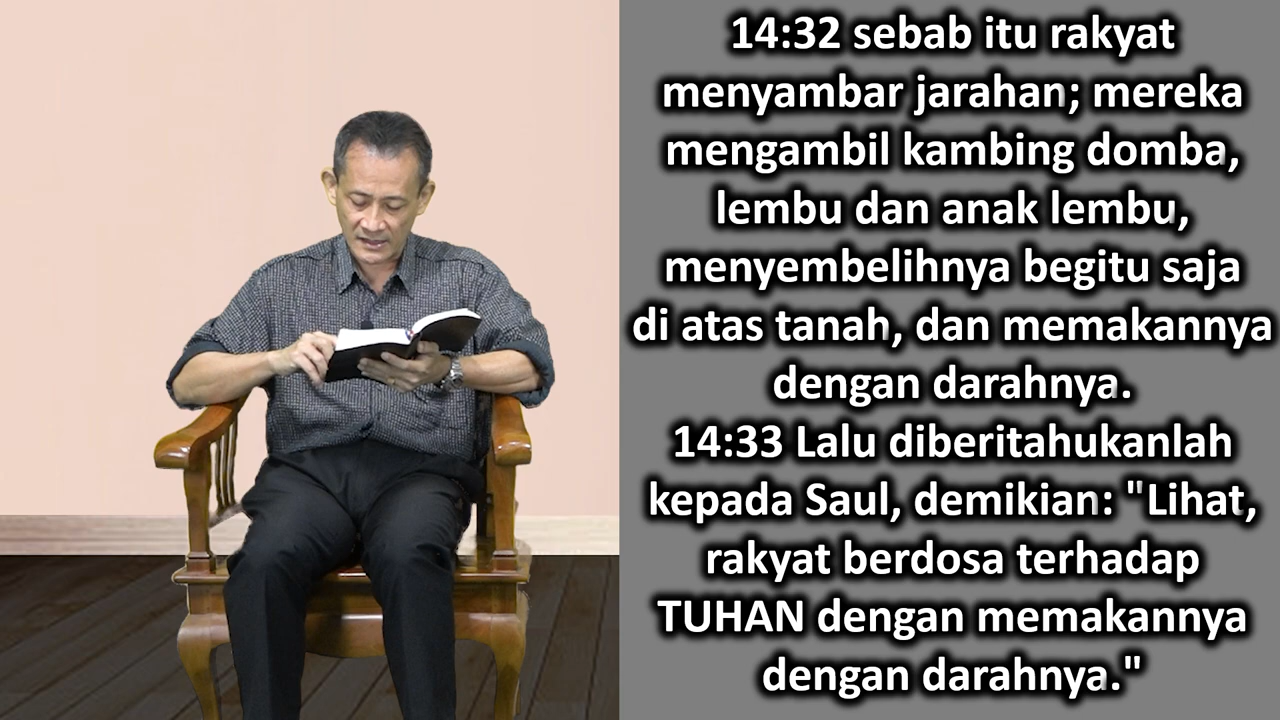 14:32 sebab itu rakyat
menyambar jarahan; mereka
mengambil kambing domba,
lembu dan anak lembu,
menyembelihnya begitu saja
di atas tanah, dan memakannya
dengan darahnya.
14:33 Lalu diberitahukanlah
kepada Saul, demikian: "Lihat,
rakyat berdosa terhadap
TUHAN dengan memakannya
dengan darahnya."